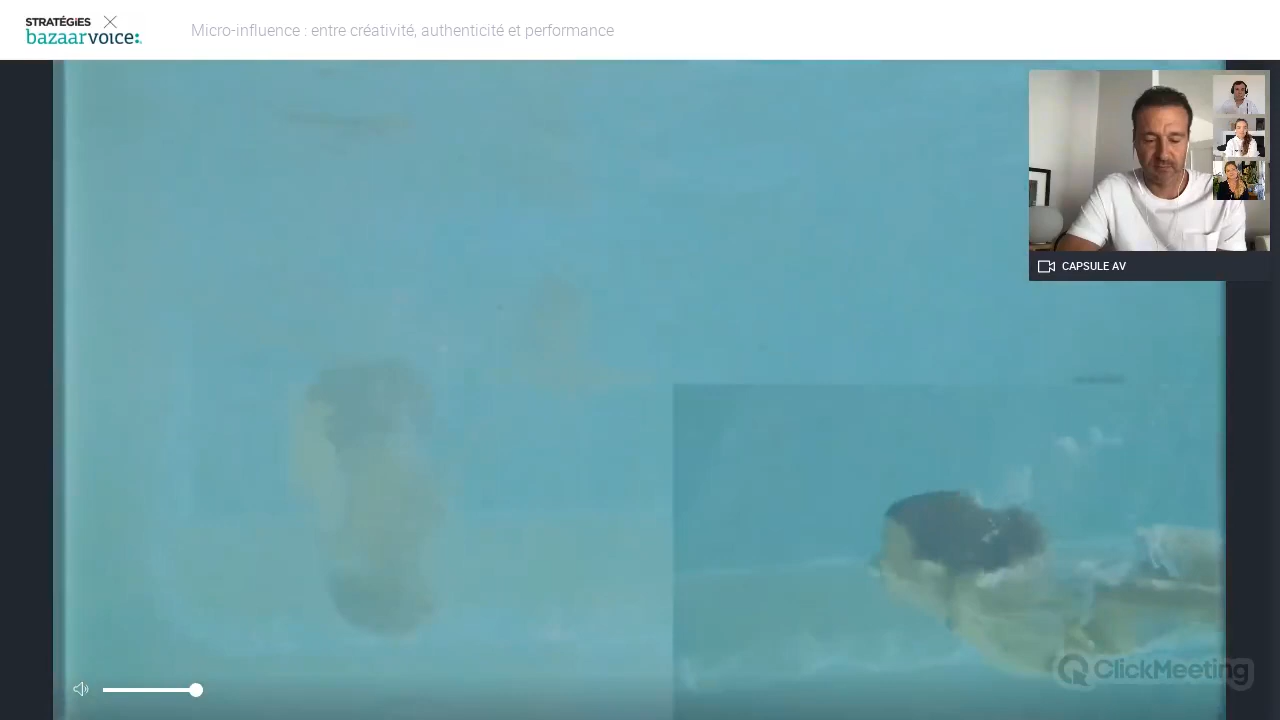 STRATÉGIES
bazaarvoice:
Micro-influence : entre créativité, authenticité et performance
CAPSULE AV
ClickMeeting